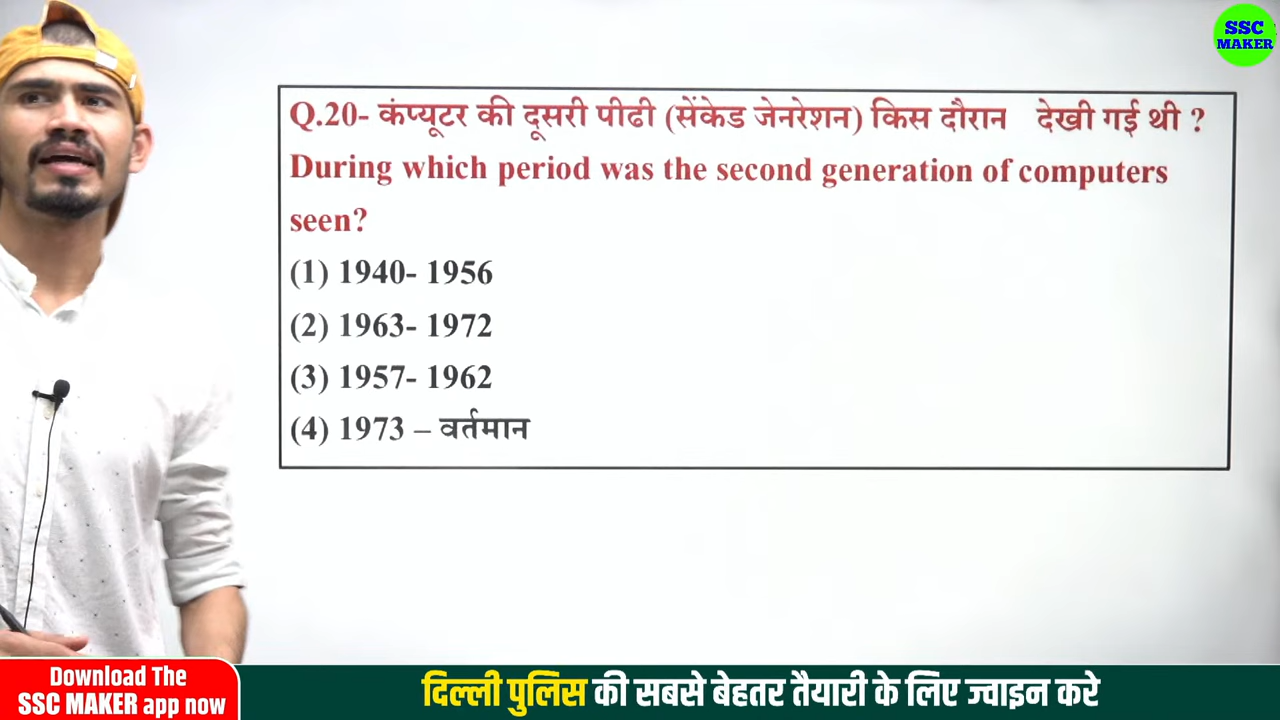 SSC
MAKER
Q.20- कंप्यूटर की दूसरी पीढी (सेंकेड जेनरेशन) किस दौरान देखी गई थी ?
During which period was the second generation of computers
seen?
(1) 1940- 1956
(2) 1963- 1972
(3) 1957- 1962
(4) 1973 – वर्तमान
Download The
SSC MAKER app now
दिल्ली पुलिस की सबसे बेहतर तैयारी के लिए ज्वाइन करे